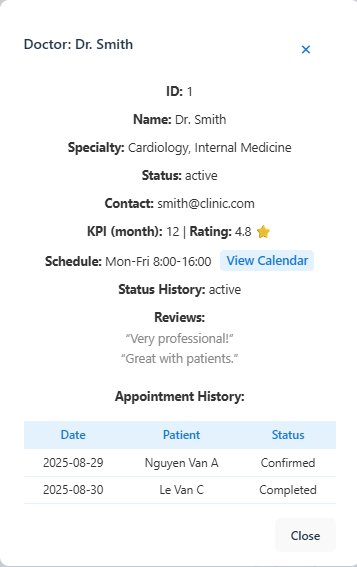 Doctor: Dr. Smith ×
ID: 1
Name: Dr. Smith
Specialty: Cardiology, Internal Medicine
Status: active
Contact: smith@clinic.com
KPI (month): 12 | Rating: 4.8 ⭐
Schedule: Mon-Fri 8:00-16:00 View Calendar
Status History: active
Reviews:
“Very professional!”
“Great with patients.”
Appointment History:
Date Patient Status
2025-08-29 Nguyen Van A Confirmed
2025-08-30 Le Van C Completed
Close